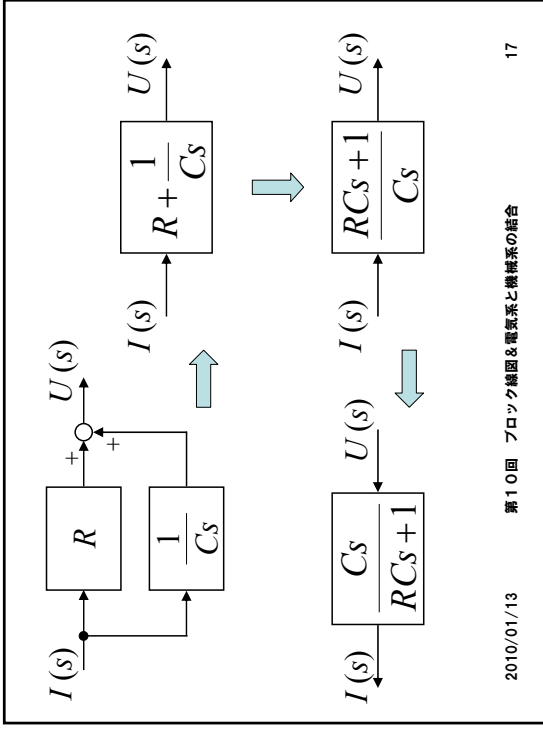 I(s)
R
1
Cs
+
+
U(s)
I(s)
R + 1
Cs
U(s)
I(s)
RCs + 1
Cs
U(s)
I(s)
Cs
RCs + 1
U(s)
2010/01/13
第10回 ブロック線図&電気系と機械系の結合
17